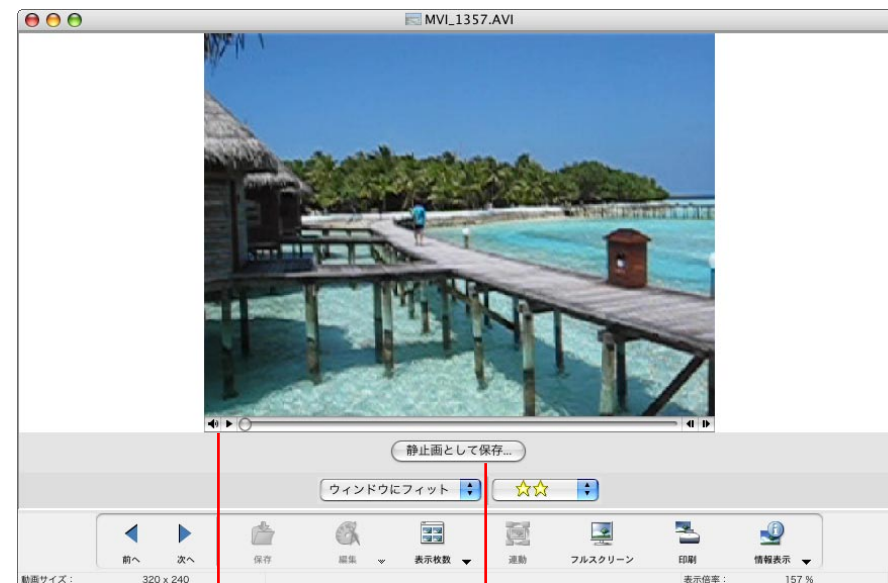 MVI_1357.AVI
静止画として保存...
ウィンドウにフィット
前へ 次へ 保存 編集 表示枚数 連動 フルスクリーン 印刷 情報表示
動画サイズ： 320 x 240 表示倍率： 157 %